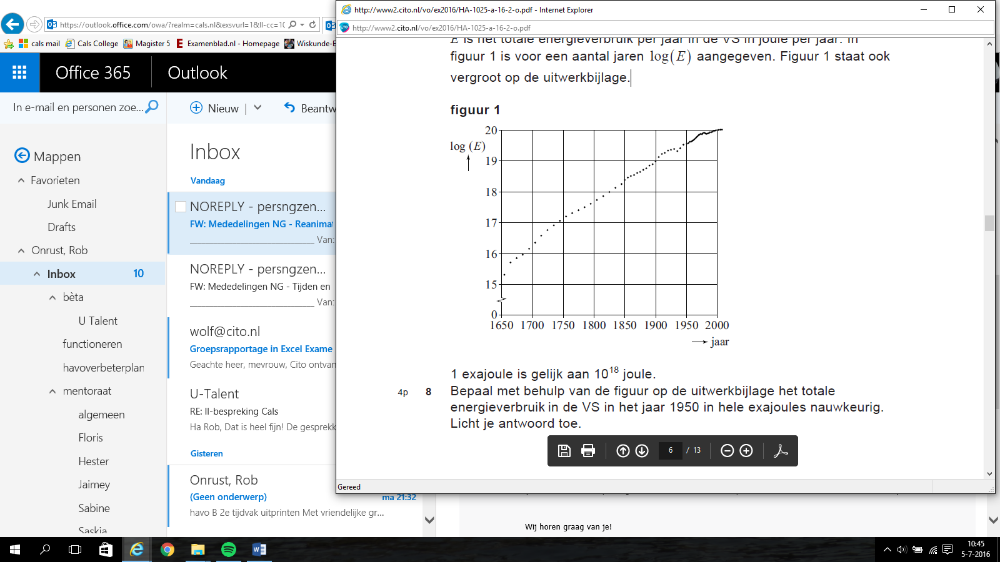 http://www2.cito.nl/vo/ex2016/HA-1025-a-16-2-o.pdf - Internet Explorer
https://outlook.office.com/owa/?realm=cals.nl&exsvurl=1&ll-cc=10
http://www2.cito.nl/vo/ex2016/HA-1025-a-16-2-o.pdf
cals mail
Cals College
Magister 5
Examenblad.nl - Homepage
Wiskunde-E
Office 365
Outlook
In e-mail en personen zoe...
Nieuw
Beantw
Mappen
Favorieten
Junk Email
Drafts
Onrust, Rob
Inbox 10
bèta
U Talent
functioneren
havoverbeterplan
mentoraat
algemeen
Floris
Hester
Jaimey
Sabine
Saskia
Inbox
Vandaag
NOREPLY - persngzen...
FW: Mededelingen NG - Reanimat
Van:
NOREPLY - persngzen...
FW: Mededelingen NG - Tijden en
Van:
wolf@cito.nl
Groepsrapportage in Excel Exame
Geachte heer, mevrouw, Cito ontvan
U-Talent
RE: II-bespreking Cals
Ha Rob, Dat is heel fijn! De gesprekk
Gisteren
Onrust, Rob
(Geen onderwerp) ma 21:32
havo B 2e tijdvak uitprinten Met vriendelijke gr...
E is het totale energieverbruik per jaar in de VS in joule per jaar. In
figuur 1 is voor een aantal jaren log(E) aangegeven. Figuur 1 staat ook
vergroot op de uitwerkbijlage.
figuur 1
20
log (E)
19
18
17
16
15
0
1650 1700 1750 1800 1850 1900 1950 2000
jaar
1 exajoule is gelijk aan 10^18 joule.
4p 8 Bepaal met behulp van de figuur op de uitwerkbijlage het totale
energieverbruik in de VS in het jaar 1950 in hele exajoules nauwkeurig.
Licht je antwoord toe.
6 / 13
Gereed
Wij horen graag van je!
10:45
5-7-2016